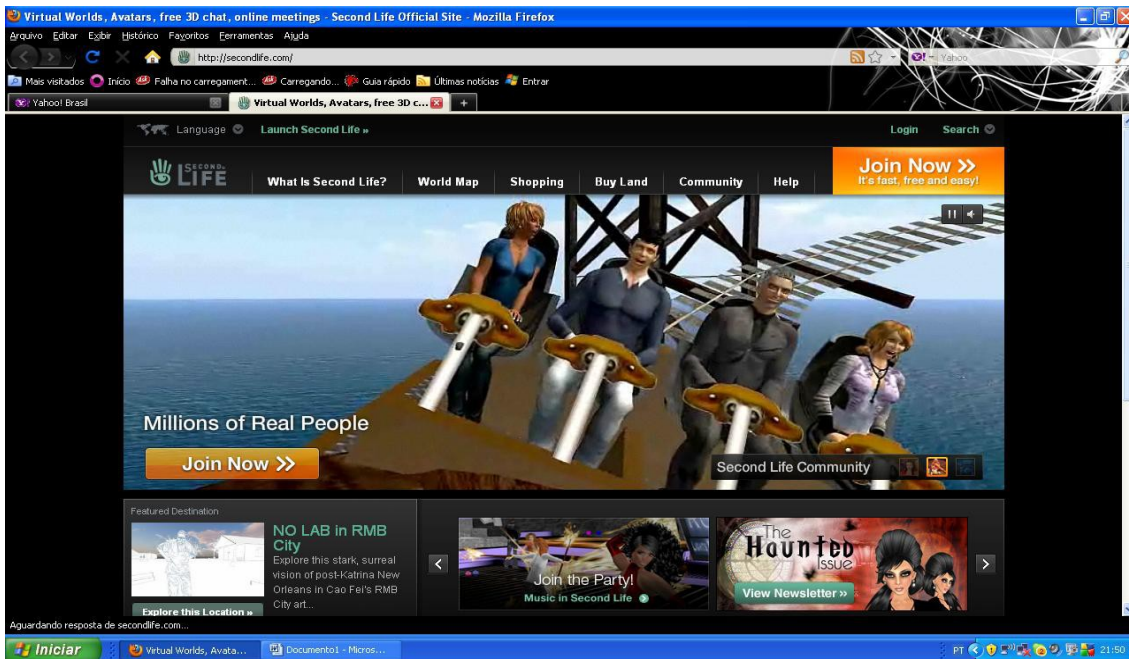 Virtual Worlds, Avatars, free 3D chat, online meetings - Second Life Official Site - Mozilla Firefox
Arquivo Editar Exibir Histórico Favoritos Ferramentas Ajuda
http://secondlife.com/
Yahoo
Mais visitados Início Falha no carregament... Carregando... Guia rápido Últimas notícias Entrar
Yahoo! Brasil Virtual Worlds, Avatars, free 3D c... +
Language Launch Second Life » Login Search
SECOND LIFE What Is Second Life? World Map Shopping Buy Land Community Help
Join Now >>
It's fast, free and easy!
Millions of Real People
Join Now >>
Second Life Community
Featured Destination
NO LAB in RMB
City
Explore this stark, surreal
vision of post-Katrina New
Orleans in Cao Fei's RMB
City art...
Explore this Location »
Join the Party!
Music in Second Life
The
Haunted
Issue
View Newsletter »
Aguardando resposta de secondlife.com...
Iniciar Virtual Worlds, Avata... Documento1 - Micros... PT 21:50